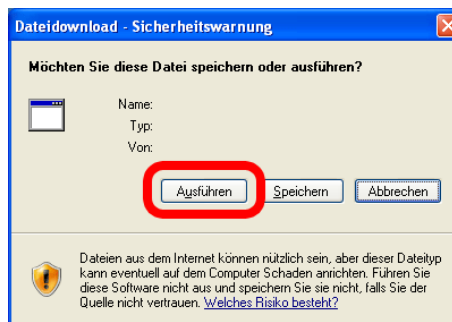 Dateidownload - Sicherheitswarnung
Möchten Sie diese Datei speichern oder ausführen?
Name:
Typ:
Von:
Ausführen Speichern Abbrechen
Dateien aus dem Internet können nützlich sein, aber dieser Dateityp
kann eventuell auf dem Computer Schaden anrichten. Führen Sie
diese Software nicht aus und speichern Sie sie nicht, falls Sie der
Quelle nicht vertrauen. Welches Risiko besteht?